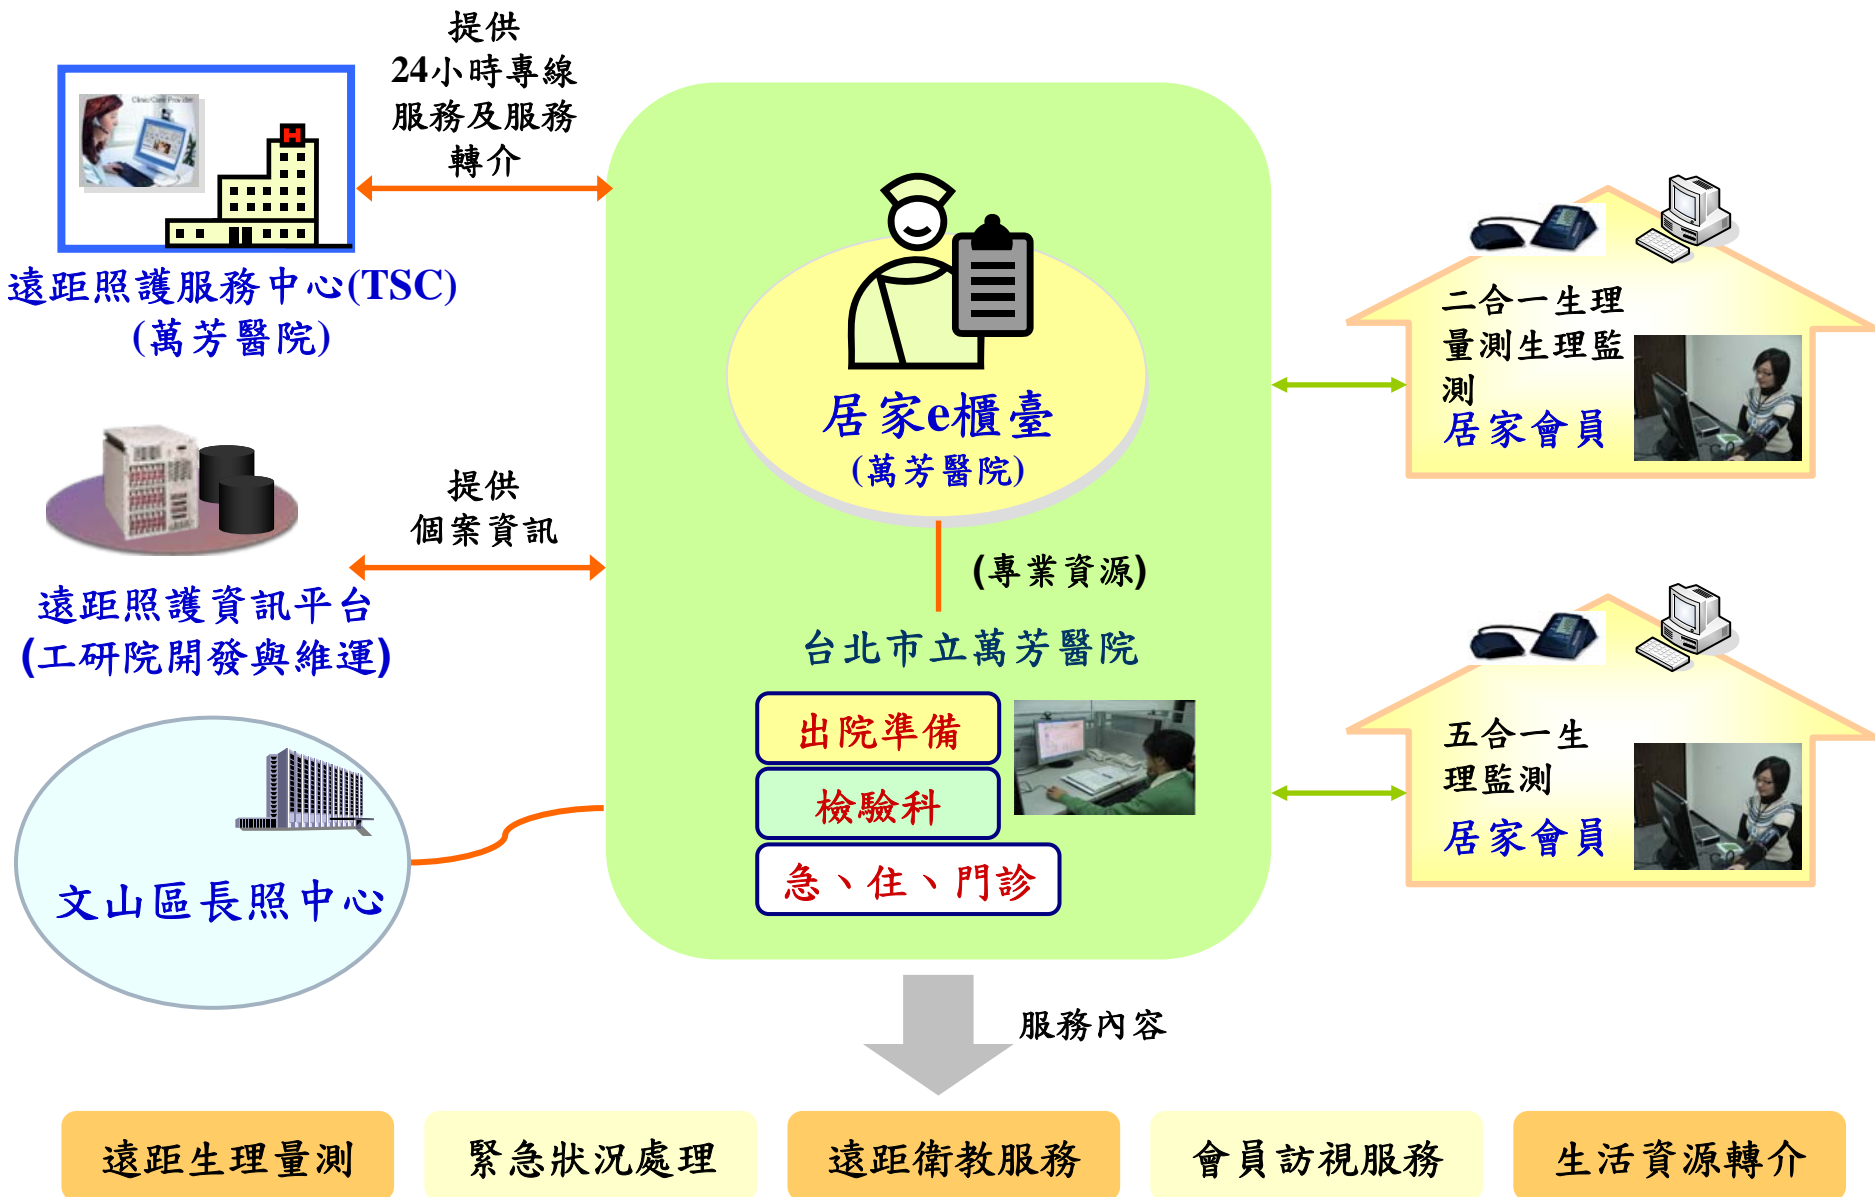 提供
24小時專線
服務及服務
轉介
Clinic/Care Provider
H
遠距照護服務中心(TSC)
(萬芳醫院)
提供
個案資訊
遠距照護資訊平台
(工研院開發與維運)
文山區長照中心
居家e櫃臺
(萬芳醫院)
(專業資源)
台北市立萬芳醫院
出院準備
檢驗科
急、住、門診
二合一生理
量測生理監
測
居家會員
五合一生
理監測
居家會員
服務內容
遠距生理量測
緊急狀況處理
遠距衛教服務
會員訪視服務
生活資源轉介